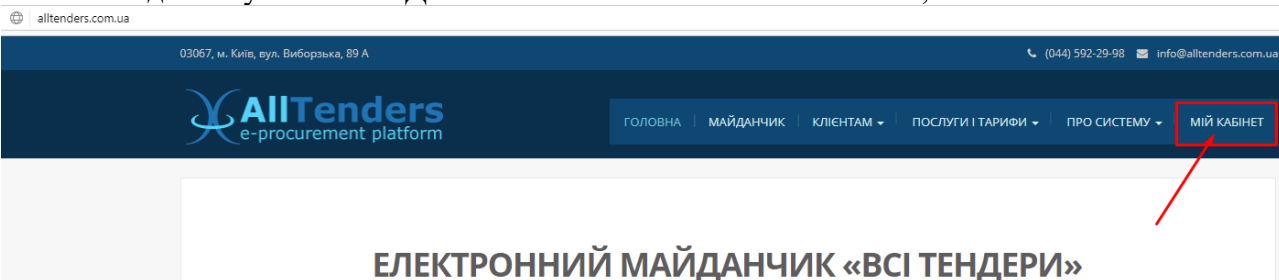 alltenders.com.ua
03067, м. Київ, вул. Виборзька, 89 А
(044) 592-29-98 info@alltenders.com.ua
AllTenders
e-procurement platform
ГОЛОВНА МАЙДАНЧИК КЛІЄНТАМ ПОСЛУГИ І ТАРИФИ ПРО СИСТЕМУ МІЙ КАБІНЕТ
ЕЛЕКТРОННИЙ МАЙДАНЧИК «ВСІ ТЕНДЕРИ»